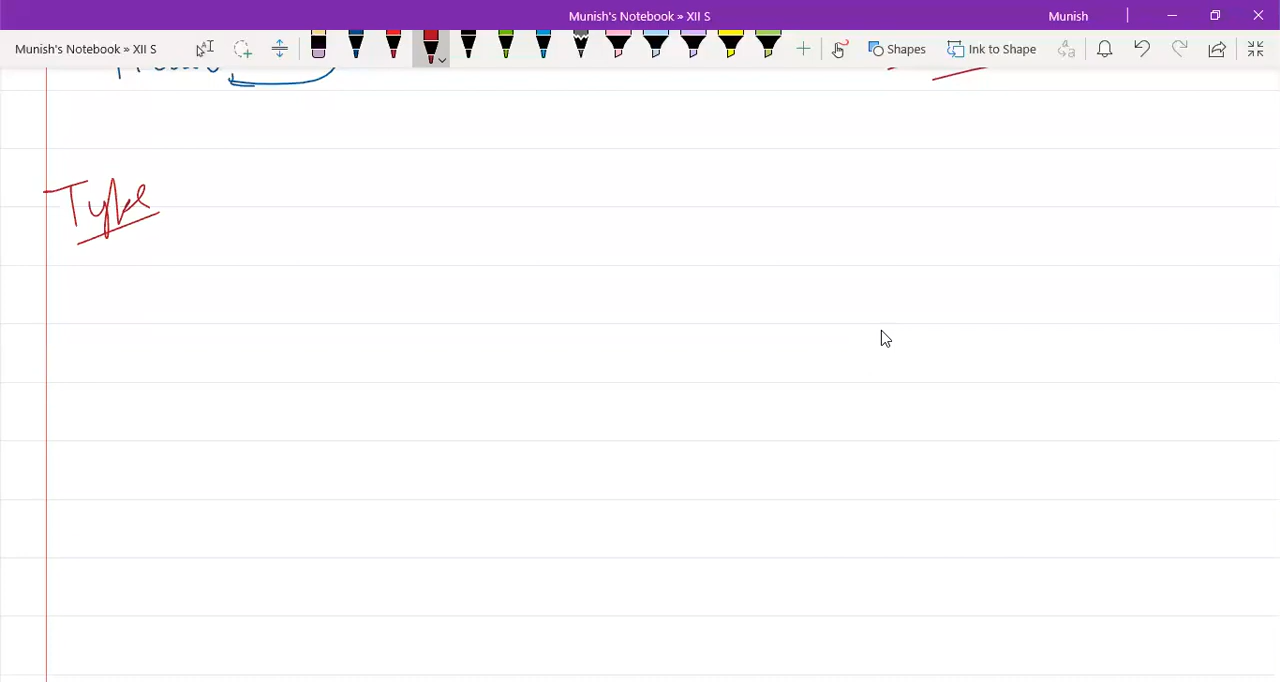 Munish's Notebook » XII S
Munish
Munish's Notebook » XII S
Shapes
Ink to Shape
Type